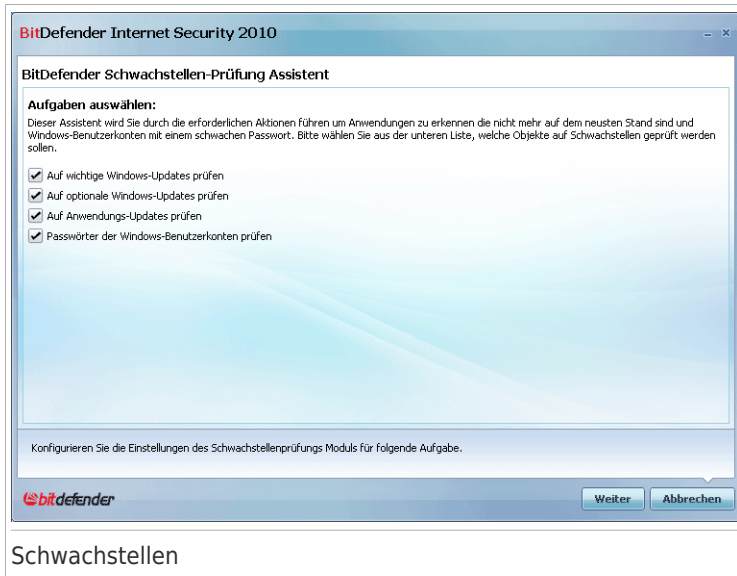 BitDefender Internet Security 2010
BitDefender Schwachstellen-Prüfung Assistent
Aufgaben auswählen:
Dieser Assistent wird Sie durch die erforderlichen Aktionen führen um Anwendungen zu erkennen die nicht mehr auf dem neusten Stand sind und
Windows-Benutzerkonten mit einem schwachen Passwort. Bitte wählen Sie aus der unteren Liste, welche Objekte auf Schwachstellen geprüft werden
sollen.
Auf wichtige Windows-Updates prüfen
Auf optionale Windows-Updates prüfen
Auf Anwendungs-Updates prüfen
Passwörter der Windows-Benutzerkonten prüfen
Konfigurieren Sie die Einstellungen des Schwachstellenprüfungs Moduls für folgende Aufgabe.
bitdefender
Weiter
Abbrechen
Schwachstellen